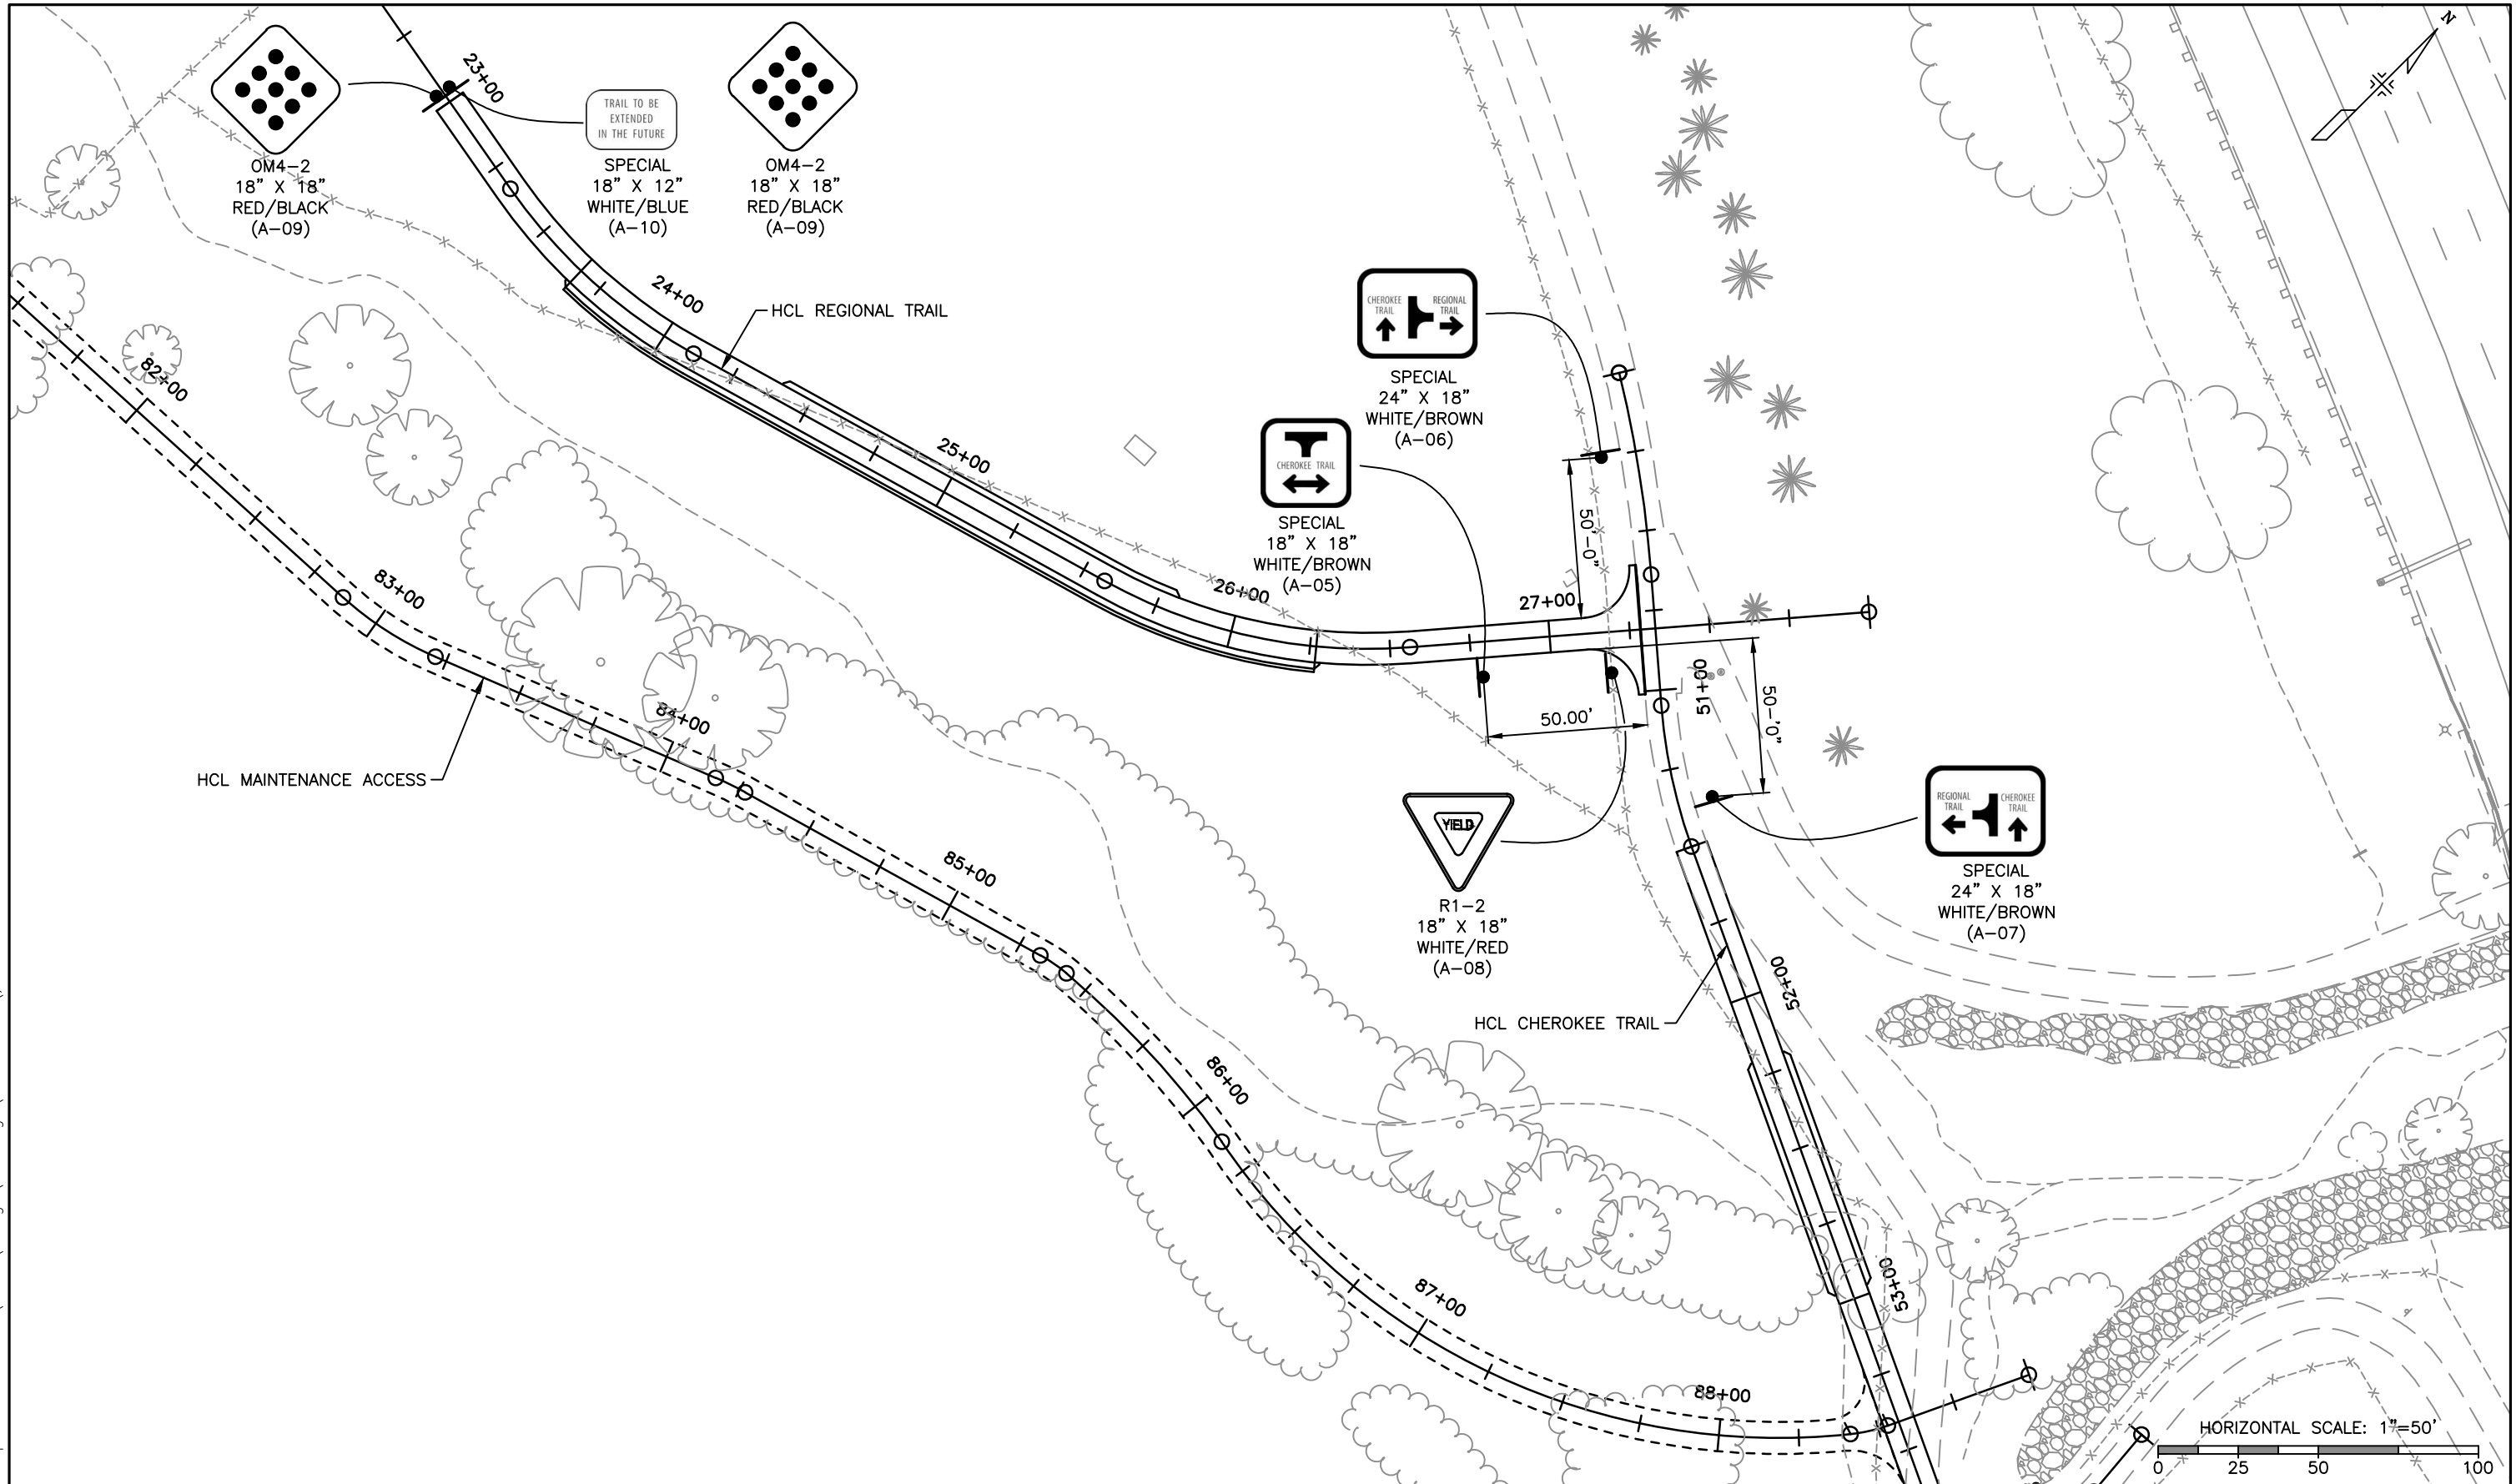 N
23+00
TRAIL TO BE
EXTENDED
IN THE FUTURE
OM4-2
18" X 18"
RED/BLACK
(A-09)
SPECIAL
18" X 12"
WHITE/BLUE
(A-10)
OM4-2
18" X 18"
RED/BLACK
(A-09)
24+00
HCL REGIONAL TRAIL
CHEROKEE
TRAIL
REGIONAL
TRAIL
SPECIAL
24" X 18"
WHITE/BROWN
(A-06)
82+00
25+00
CHEROKEE TRAIL
SPECIAL
18" X 18"
WHITE/BROWN
(A-05)
50'-0"
83+00
26+00
27+00
51+00
84+00
50.00'
50-'0"
HCL MAINTENANCE ACCESS
YIELD
R1-2
18" X 18"
WHITE/RED
(A-08)
REGIONAL
TRAIL
CHEROKEE
TRAIL
SPECIAL
24" X 18"
WHITE/BROWN
(A-07)
85+00
52+00
HCL CHEROKEE TRAIL
86+00
53+00
87+00
88+00
HORIZONTAL SCALE: 1"=50'
0 25 50 100